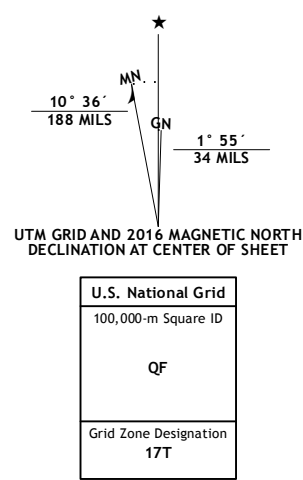 ★
MN
GN
10° 36´
188 MILS
1° 55´
34 MILS
UTM GRID AND 2016 MAGNETIC NORTH
DECLINATION AT CENTER OF SHEET
U.S. National Grid
100,000-m Square ID
QF
Grid Zone Designation
17T